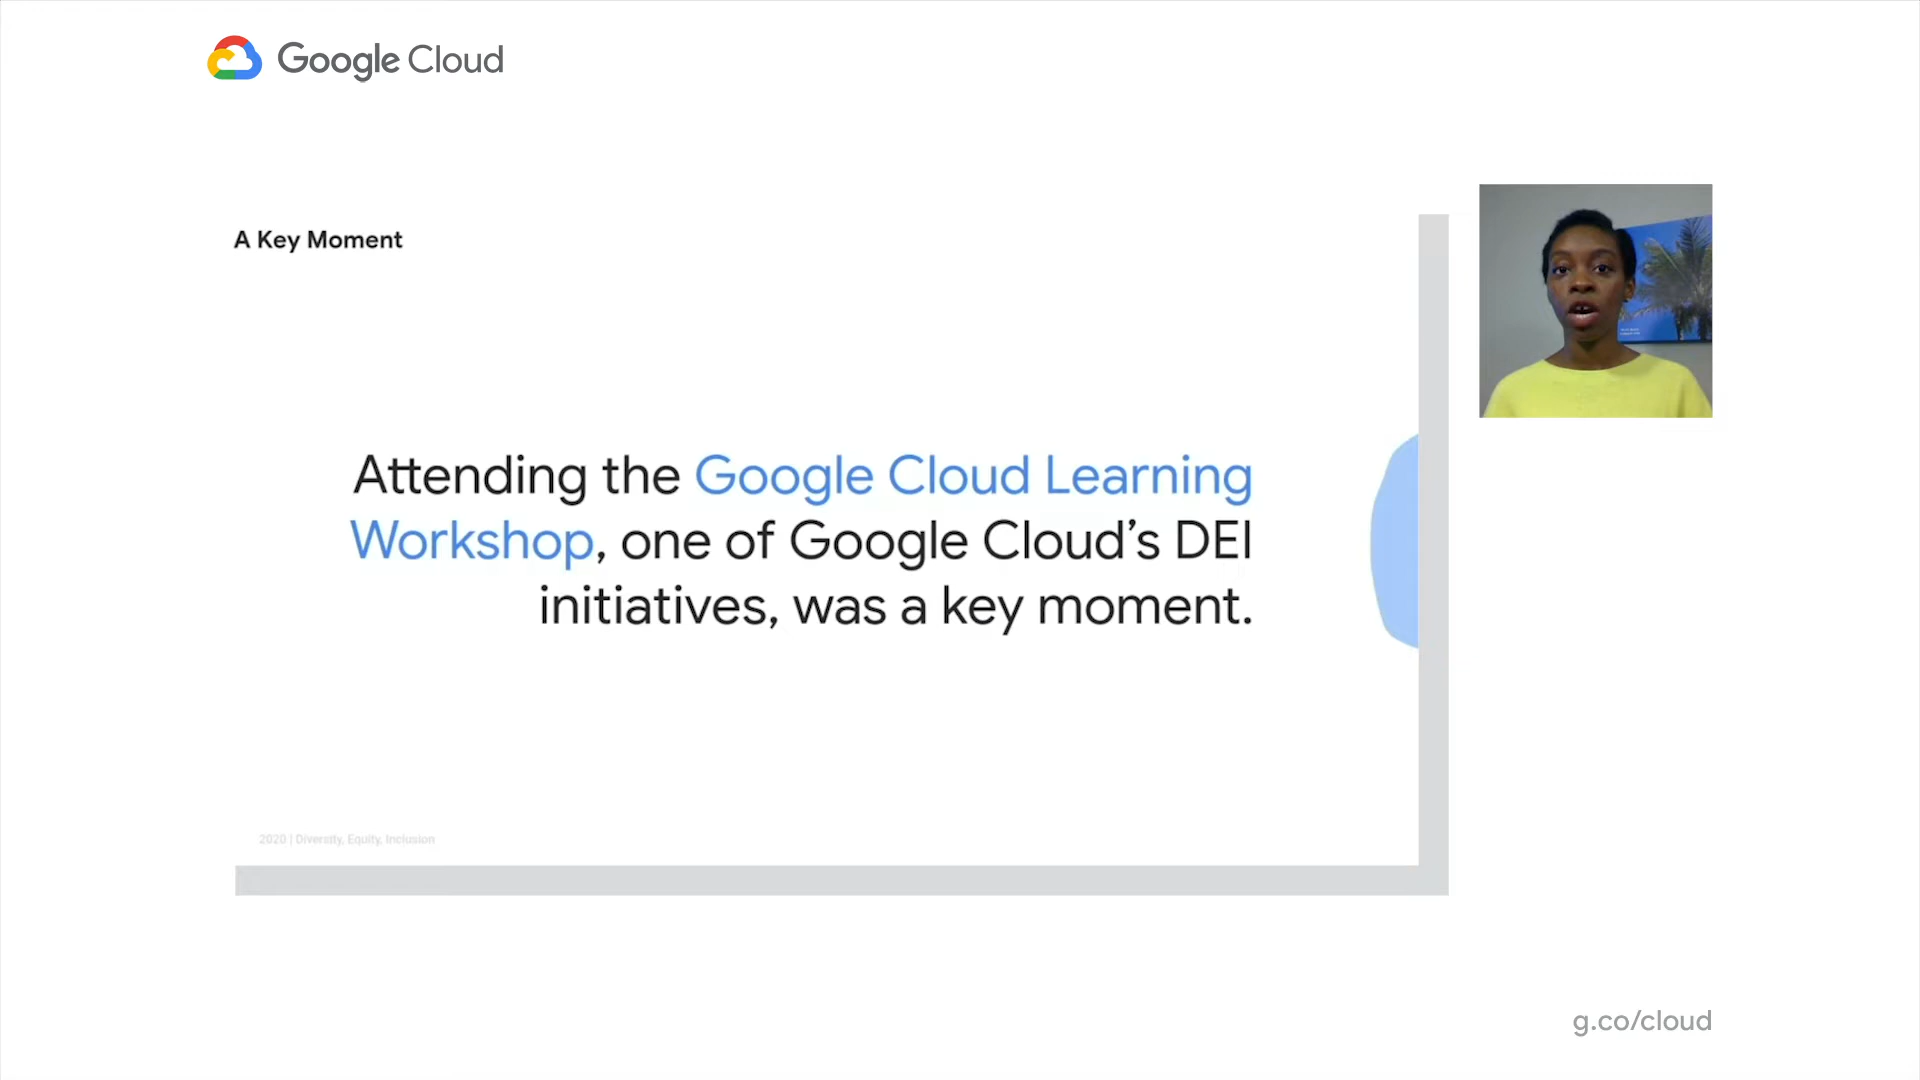 Google Cloud
A Key Moment
Attending the Google Cloud Learning
Workshop, one of Google Cloud’s DEI
initiatives, was a key moment.
2020 | Diversity, Equity, Inclusion
g.co/cloud